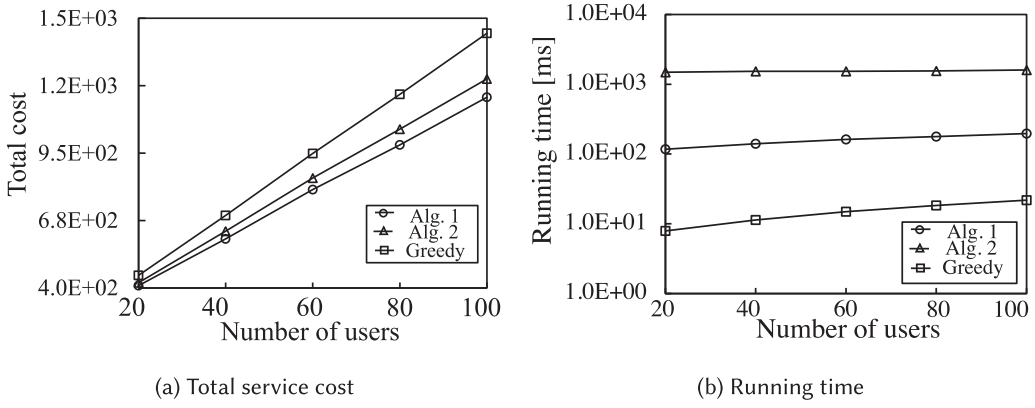 1.5E+03
1.2E+03
9.5E+02
6.8E+02
4.0E+02
Total cost
20 40 60 80 100
Number of users
Alg. 1
Alg. 2
Greedy
(a) Total service cost
1.0E+04
1.0E+03
1.0E+02
1.0E+01
1.0E+00
Running time [ms]
20 40 60 80 100
Number of users
Alg. 1
Alg. 2
Greedy
(b) Running time